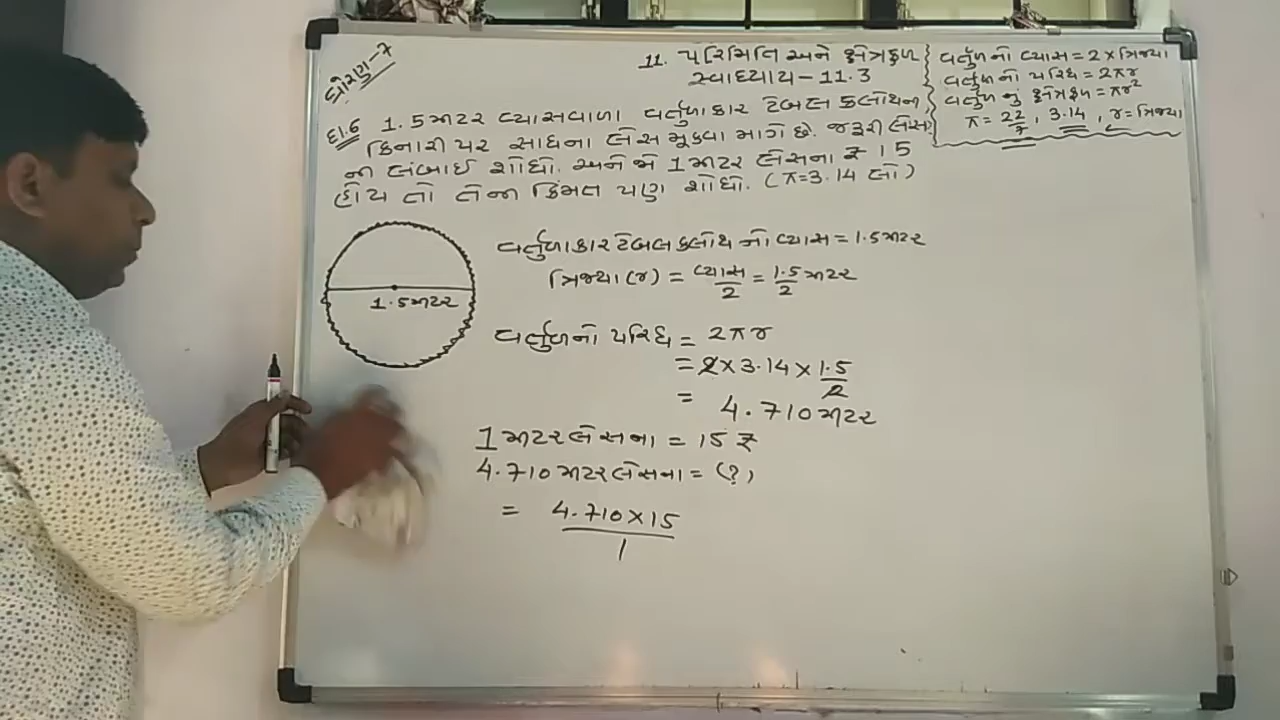 ધોરણ-૭
11. પરિમિતિ અને ક્ષેત્રફળ
સ્વાધ્યાય - 11.3
વર્તુળનો વ્યાસ = 2 × ત્રિજ્યા
વર્તુળનો પરિઘ = 2πr
વર્તુળનું ક્ષેત્રફળ = πr²
π = 22/7, 3.14, r = ત્રિજ્યા
દા.6 1.5 મીટર વ્યાસવાળા વર્તુળાકાર ટેબલ ક્લોથના
કિનારી પર સાધના લેસ મૂકવા માગે છે. જરૂરી લેસ
ની લંબાઈ શોધો. અને જો 1 મીટર લેસના ₹ 15
હોય તો તેની કિંમત પણ શોધો. (π=3.14 લો)
1.5 મીટર
વર્તુળાકાર ટેબલ ક્લોથ નો વ્યાસ = 1.5 મીટર
ત્રિજ્યા (r) = વ્યાસ/2 = 1.5/2 મીટર
વર્તુળનો પરિઘ = 2πr
= 2 × 3.14 × 1.5/2
= 4.710 મીટર
1 મીટર લેસના = 15 ₹
4.710 મીટર લેસના = (?)
= 4.710 × 15/1